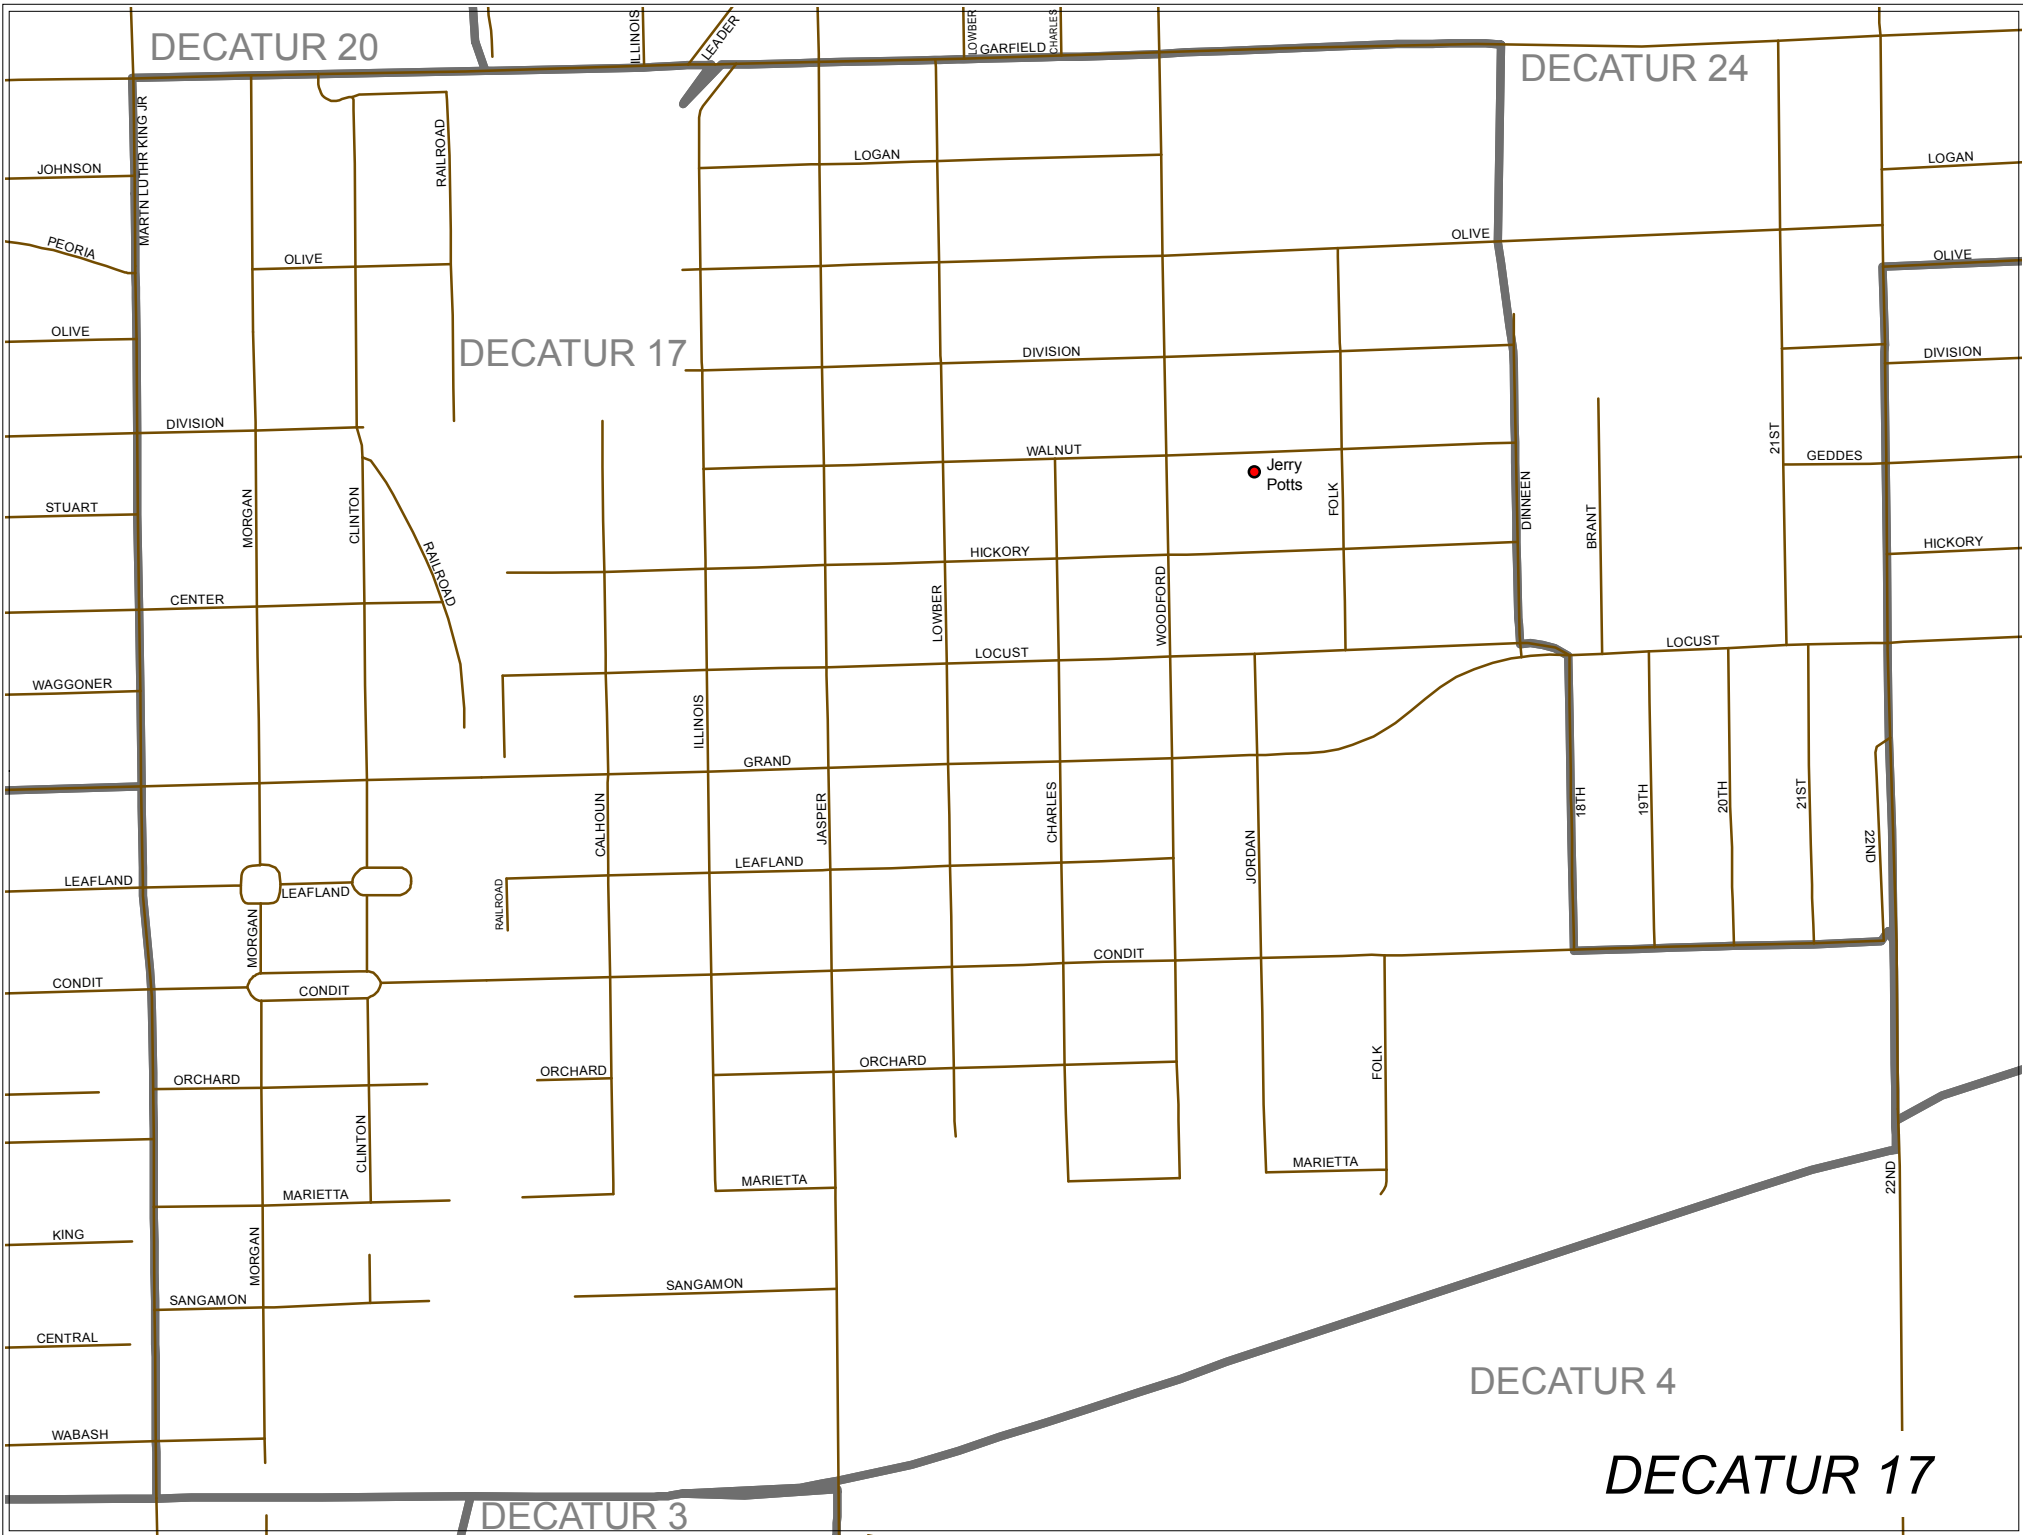 ILLINOIS
LEADER
LOWBER
CHARLES
DECATUR 20
GARFIELD
DECATUR 24
MARTN LUTHR KING JR
RAILROAD
LOGAN
LOGAN
JOHNSON
PEORIA
OLIVE
OLIVE
OLIVE
OLIVE
DECATUR 17
DIVISION
DIVISION
DIVISION
WALNUT
21ST
GEDDES
Jerry
Potts
STUART
MORGAN
CLINTON
FOLK
DINNEEN
BRANT
HICKORY
HICKORY
RAILROAD
CENTER
LOWBER
WOODFORD
LOCUST
LOCUST
WAGGONER
ILLINOIS
GRAND
CALHOUN
JASPER
CHARLES
JORDAN
18TH
19TH
20TH
21ST
22ND
LEAFLAND
LEAFLAND
LEAFLAND
RAILROAD
MORGAN
CONDIT
CONDIT
CONDIT
ORCHARD
ORCHARD
ORCHARD
FOLK
CLINTON
MARIETTA
MARIETTA
MARIETTA
22ND
KING
MORGAN
SANGAMON
SANGAMON
CENTRAL
DECATUR 4
WABASH
DECATUR 17
DECATUR 3
OLIVE